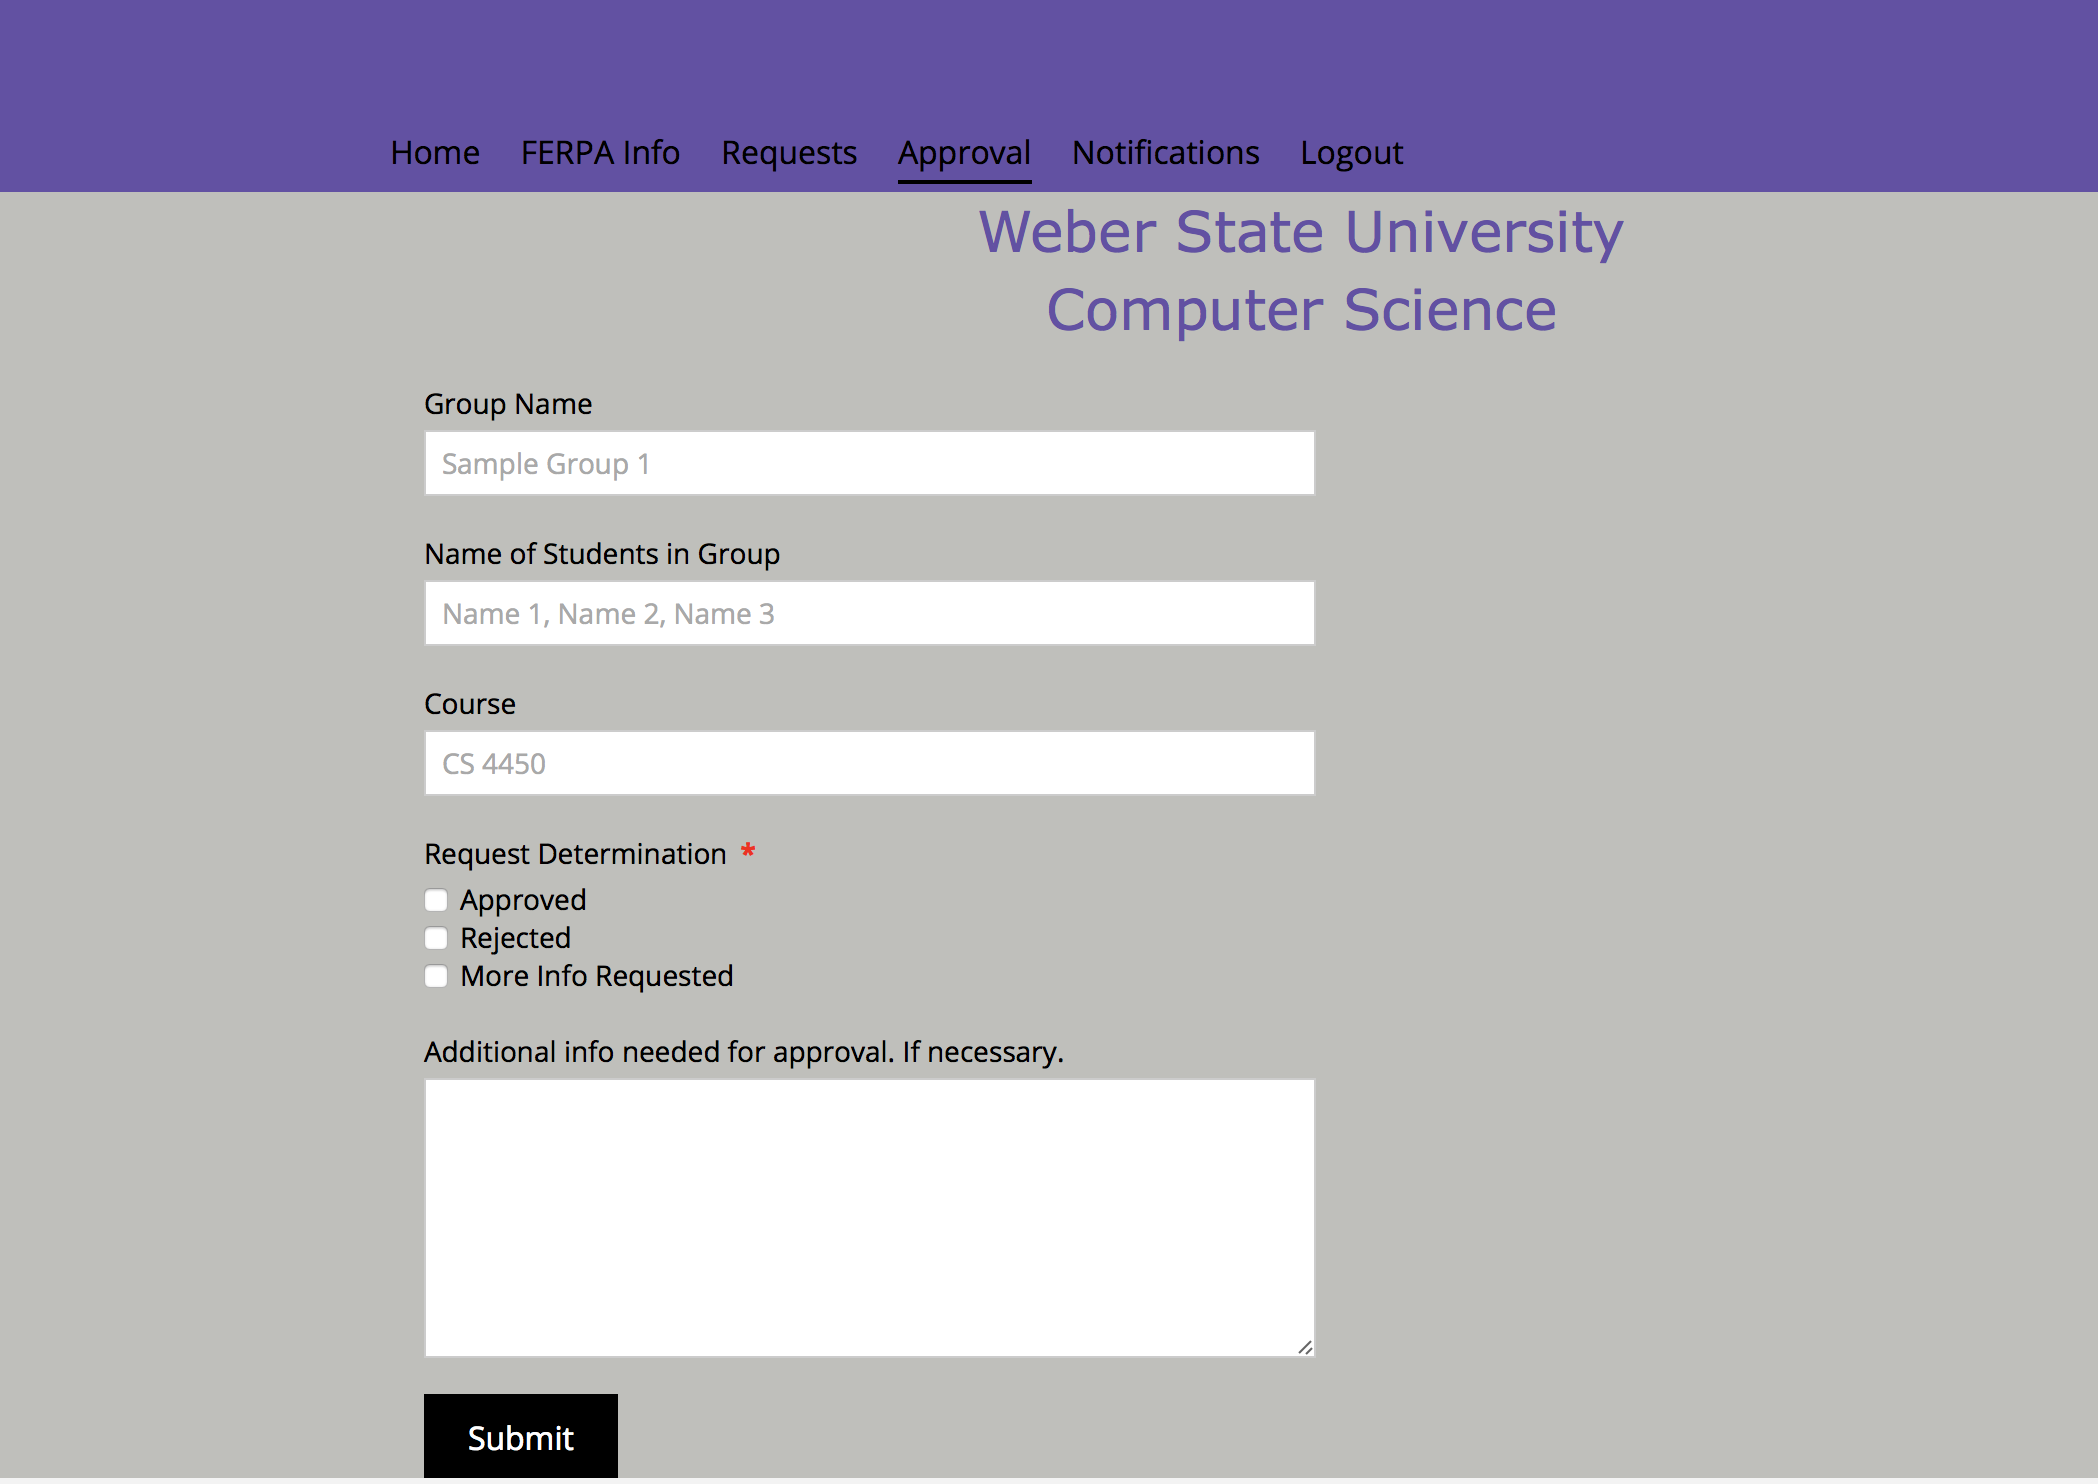 Home FERPA Info Requests Approval Notifications Logout
Weber State University
Computer Science
Group Name
Sample Group 1
Name of Students in Group
Name 1, Name 2, Name 3
Course
CS 4450
Request Determination *
Approved
Rejected
More Info Requested
Additional info needed for approval. If necessary.
Submit